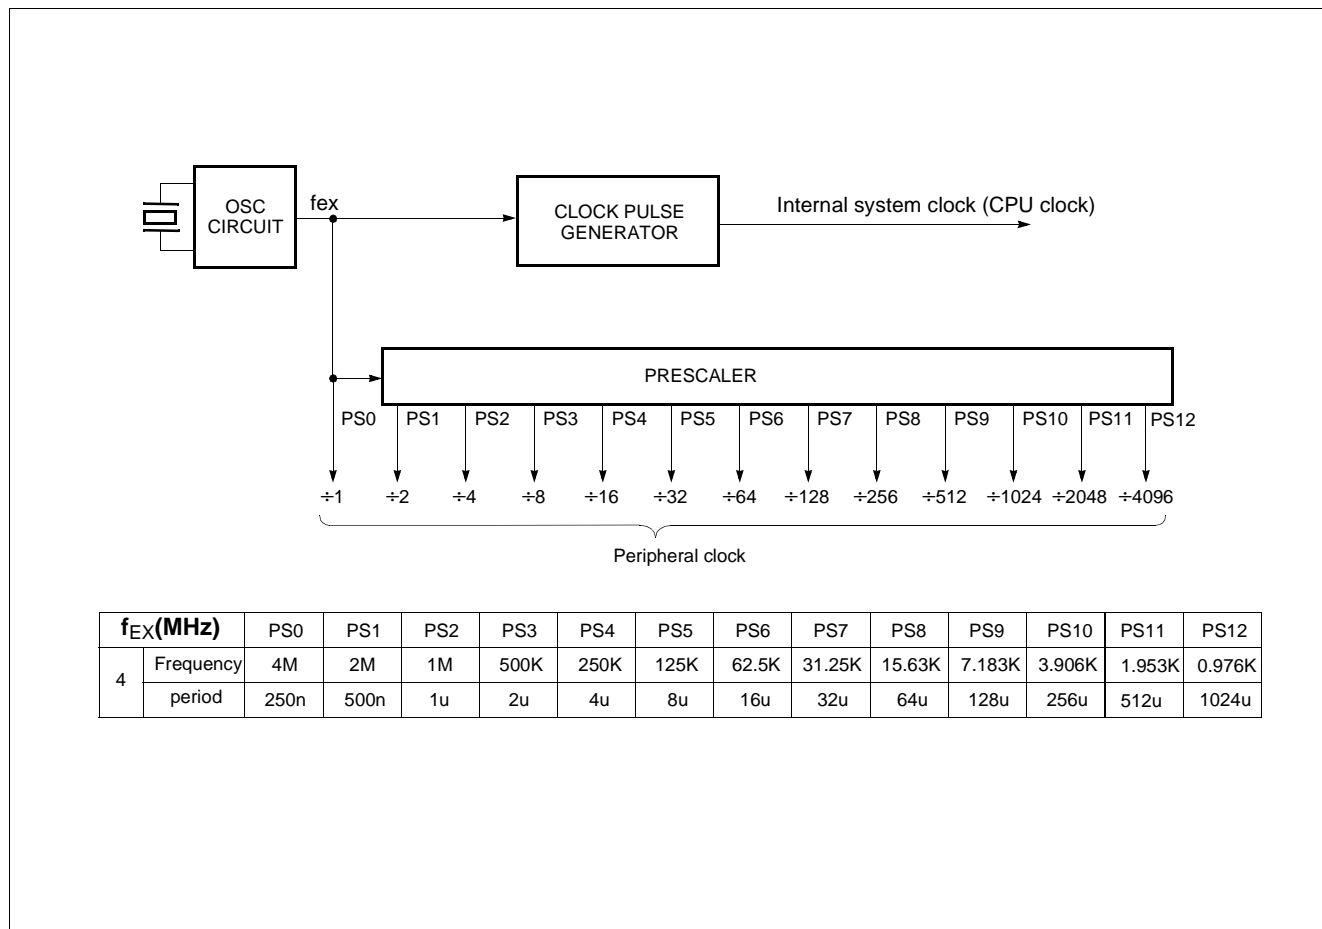 OSC
CIRCUIT
fex
CLOCK PULSE
GENERATOR
Internal system clock (CPU clock)
PRESCALER
PS0 PS1 PS2 PS3 PS4 PS5 PS6 PS7 PS8 PS9 PS10 PS11 PS12
÷1 ÷2 ÷4 ÷8 ÷16 ÷32 ÷64 ÷128 ÷256 ÷512 ÷1024 ÷2048 ÷4096
Peripheral clock
fEX(MHz) PS0 PS1 PS2 PS3 PS4 PS5 PS6 PS7 PS8 PS9 PS10 PS11 PS12
4 Frequency 4M 2M 1M 500K 250K 125K 62.5K 31.25K 15.63K 7.183K 3.906K 1.953K 0.976K
period 250n 500n 1u 2u 4u 8u 16u 32u 64u 128u 256u 512u 1024u